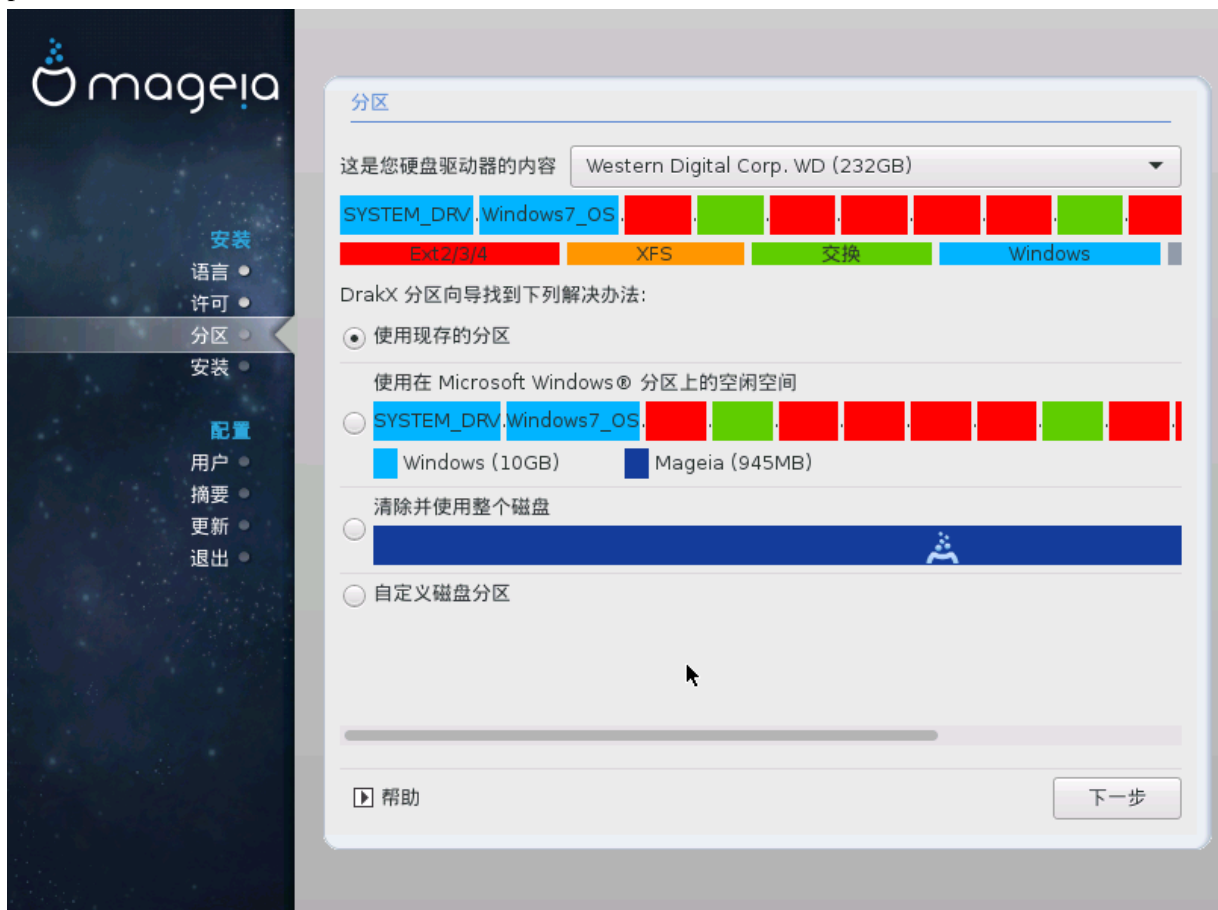 mageia
安装
语言
许可
分区
安装
配置
用户
摘要
更新
退出
分区
这是您硬盘驱动器的内容 Western Digital Corp. WD (232GB)
SYSTEM_DRV Windows7_OS
Ext2/3/4 XFS 交换 Windows
DrakX 分区向导找到下列解决办法:
使用现存的分区
使用在 Microsoft Windows® 分区上的空闲空间
SYSTEM_DRV Windows7_OS
Windows (10GB) Mageia (945MB)
清除并使用整个磁盘
自定义磁盘分区
帮助 下一步